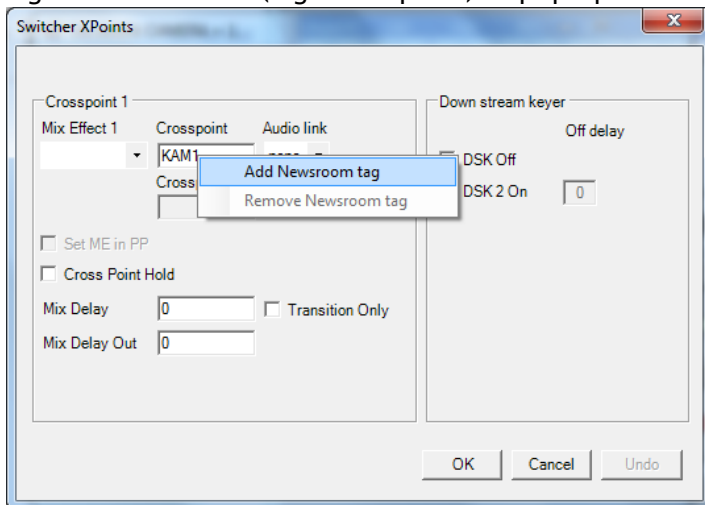 Switcher XPoints
x
Crosspoint 1
Mix Effect 1 Crosspoint Audio link
KAM1
Cross
Add Newsroom tag
Remove Newsroom tag
Set ME in PP
Cross Point Hold
Mix Delay 0 Transition Only
Mix Delay Out 0
Down stream keyer
Off delay
DSK Off
DSK 2 On 0
OK Cancel Undo